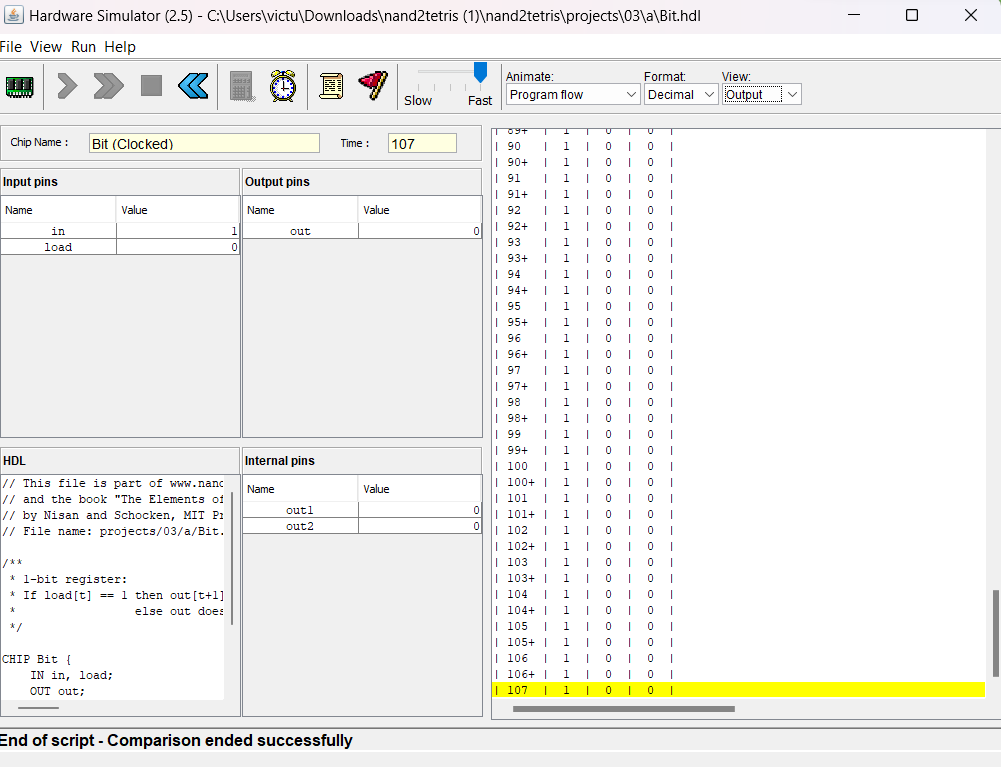 Hardware Simulator (2.5) - C:\Users\victu\Downloads\nand2tetris (1)\nand2tetris\projects\03\a\Bit.hdl
File View Run Help
Slow Fast
Animate: Format: View:
Program flow Decimal Output
Chip Name : Bit (Clocked) Time : 107
Input pins
Name Value
in 1
load 0
Output pins
Name Value
out 0
HDL
// This file is part of www.nand
// and the book "The Elements of
// by Nisan and Schocken, MIT Pr
// File name: projects/03/a/Bit.
/**
* 1-bit register:
* If load[t] == 1 then out[t+1]
* else out does
*/
CHIP Bit {
IN in, load;
OUT out;
Internal pins
Name Value
out1 0
out2 0
| 89+ | 1 | 0 | 0 |
| 90 | 1 | 0 | 0 |
| 90+ | 1 | 0 | 0 |
| 91 | 1 | 0 | 0 |
| 91+ | 1 | 0 | 0 |
| 92 | 1 | 0 | 0 |
| 92+ | 1 | 0 | 0 |
| 93 | 1 | 0 | 0 |
| 93+ | 1 | 0 | 0 |
| 94 | 1 | 0 | 0 |
| 94+ | 1 | 0 | 0 |
| 95 | 1 | 0 | 0 |
| 95+ | 1 | 0 | 0 |
| 96 | 1 | 0 | 0 |
| 96+ | 1 | 0 | 0 |
| 97 | 1 | 0 | 0 |
| 97+ | 1 | 0 | 0 |
| 98 | 1 | 0 | 0 |
| 98+ | 1 | 0 | 0 |
| 99 | 1 | 0 | 0 |
| 99+ | 1 | 0 | 0 |
| 100 | 1 | 0 | 0 |
| 100+ | 1 | 0 | 0 |
| 101 | 1 | 0 | 0 |
| 101+ | 1 | 0 | 0 |
| 102 | 1 | 0 | 0 |
| 102+ | 1 | 0 | 0 |
| 103 | 1 | 0 | 0 |
| 103+ | 1 | 0 | 0 |
| 104 | 1 | 0 | 0 |
| 104+ | 1 | 0 | 0 |
| 105 | 1 | 0 | 0 |
| 105+ | 1 | 0 | 0 |
| 106 | 1 | 0 | 0 |
| 106+ | 1 | 0 | 0 |
| 107 | 1 | 0 | 0 |
End of script - Comparison ended successfully